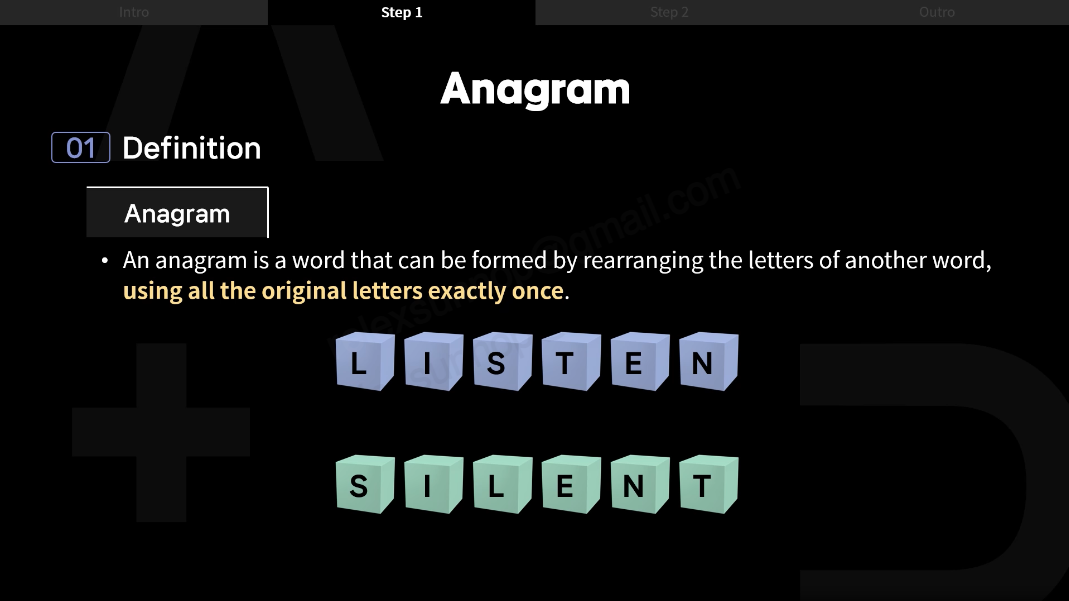 Intro
Step 1
Step 2
Outro
Anagram
01 Definition
Anagram
• An anagram is a word that can be formed by rearranging the letters of another word,
using all the original letters exactly once.
L I S T E N
S I L E N T